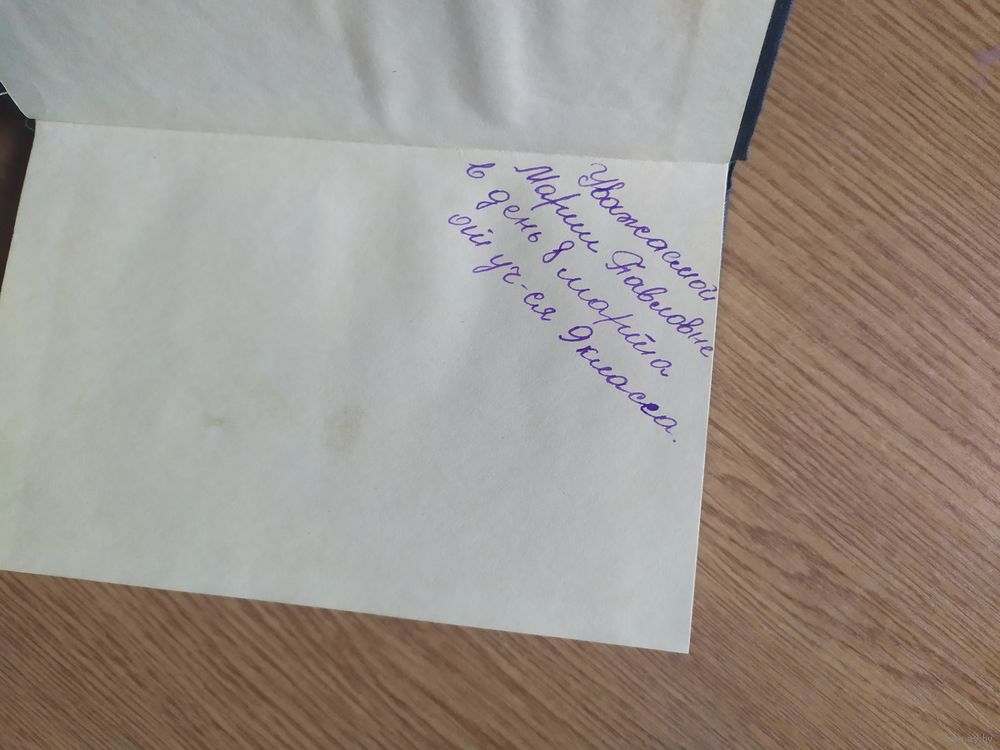 Уважаемой
Марии Павловне
в день 8 марта
от уч-ся 9 класса.